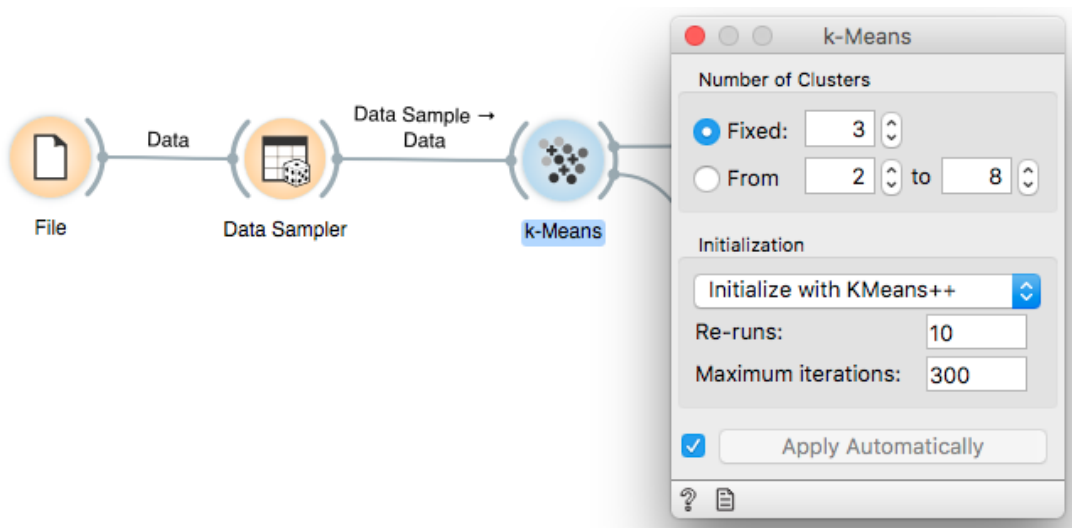 k-Means
Number of Clusters
Fixed: 3
From 2 to 8
Initialization
Initialize with KMeans++
Re-runs: 10
Maximum iterations: 300
Apply Automatically
?
Data
Data Sample →
Data
File
Data Sampler
k-Means